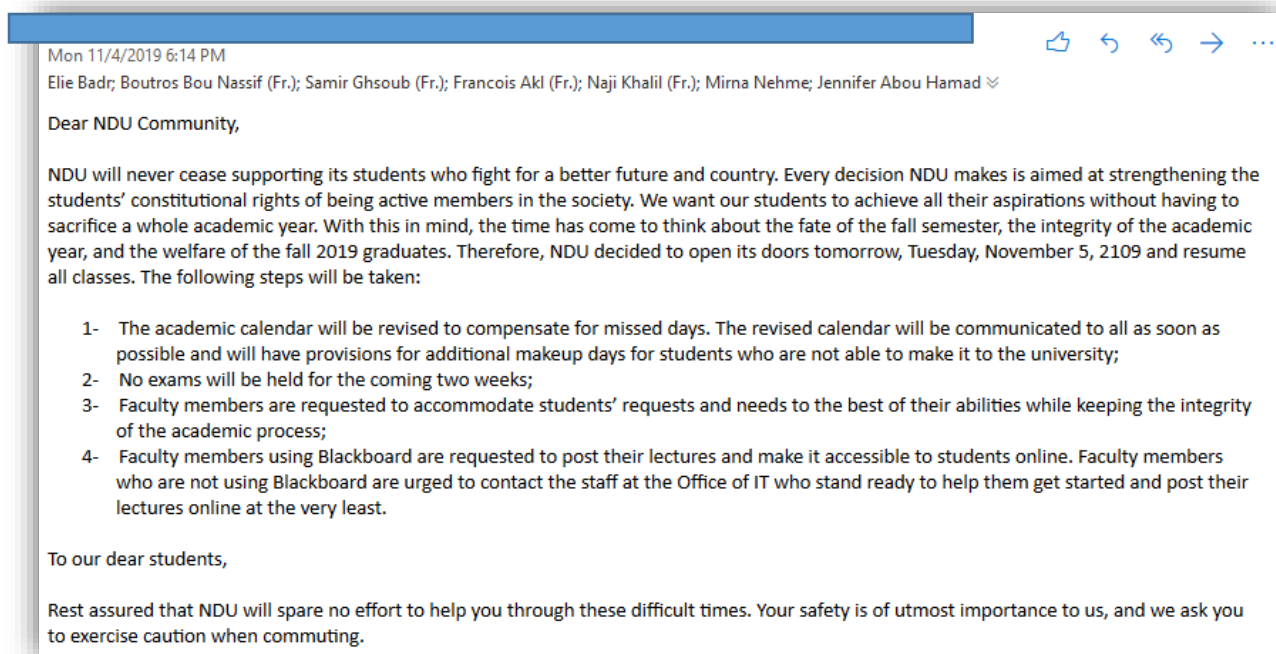 Mon 11/4/2019 6:14 PM
Elie Badr; Boutros Bou Nassif (Fr.); Samir Ghsoub (Fr.); Francois Akl (Fr.); Naji Khalil (Fr.); Mirna Nehme; Jennifer Abou Hamad
Dear NDU Community,
NDU will never cease supporting its students who fight for a better future and country. Every decision NDU makes is aimed at strengthening the
students’ constitutional rights of being active members in the society. We want our students to achieve all their aspirations without having to
sacrifice a whole academic year. With this in mind, the time has come to think about the fate of the fall semester, the integrity of the academic
year, and the welfare of the fall 2019 graduates. Therefore, NDU decided to open its doors tomorrow, Tuesday, November 5, 2109 and resume
all classes. The following steps will be taken:
1- The academic calendar will be revised to compensate for missed days. The revised calendar will be communicated to all as soon as
possible and will have provisions for additional makeup days for students who are not able to make it to the university;
2- No exams will be held for the coming two weeks;
3- Faculty members are requested to accommodate students’ requests and needs to the best of their abilities while keeping the integrity
of the academic process;
4- Faculty members using Blackboard are requested to post their lectures and make it accessible to students online. Faculty members
who are not using Blackboard are urged to contact the staff at the Office of IT who stand ready to help them get started and post their
lectures online at the very least.
To our dear students,
Rest assured that NDU will spare no effort to help you through these difficult times. Your safety is of utmost importance to us, and we ask you
to exercise caution when commuting.